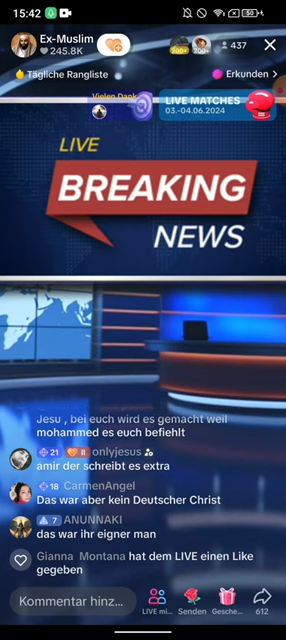 15:42
Ex-Muslim
245.8K
700+
700+
437
Tägliche Rangliste
Erkunden >
Vielen Dank
LIVE MATCHES
03.-04.06.2024
LIVE
BREAKING
NEWS
Jesu , bei euch wird es gemacht weil
mohammed es euch befiehlt
21 II onlyjesus
amir der schreibt es extra
18 CarmenAngel
Das war aber kein Deutscher Christ
7 ANUNNAKI
das war ihr eigner man
Gianna Montana hat dem LIVE einen Like
gegeben
Kommentar hinz...
LIVE mi...
Senden
Gesche...
612